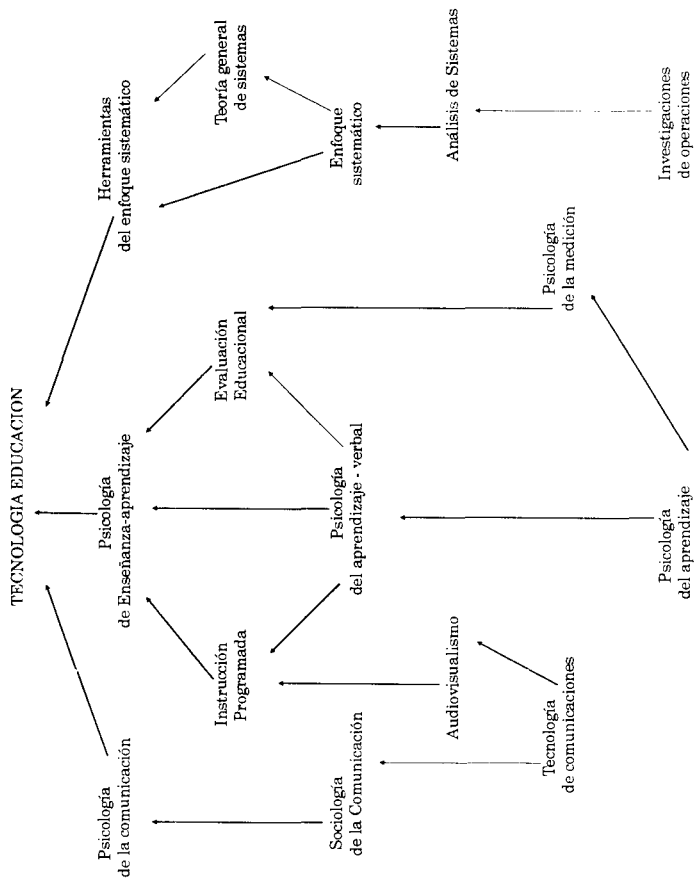 TECNOLOGIA EDUCACION
Psicología
de la comunicación
Psicología
de Enseñanza-aprendizaje
Herramientas
del enfoque sistemático
Instrucción
Programada
Evaluación
Educacional
Teoría general
de sistemas
Sociología
de la Comunicación
Psicología
del aprendizaje - verbal
Enfoque
sistemático
Audiovisualismo
Análisis de Sistemas
Tecnología
de comunicaciones
Psicología
de la medición
Psicología
del aprendizaje
Investigaciones
de operaciones